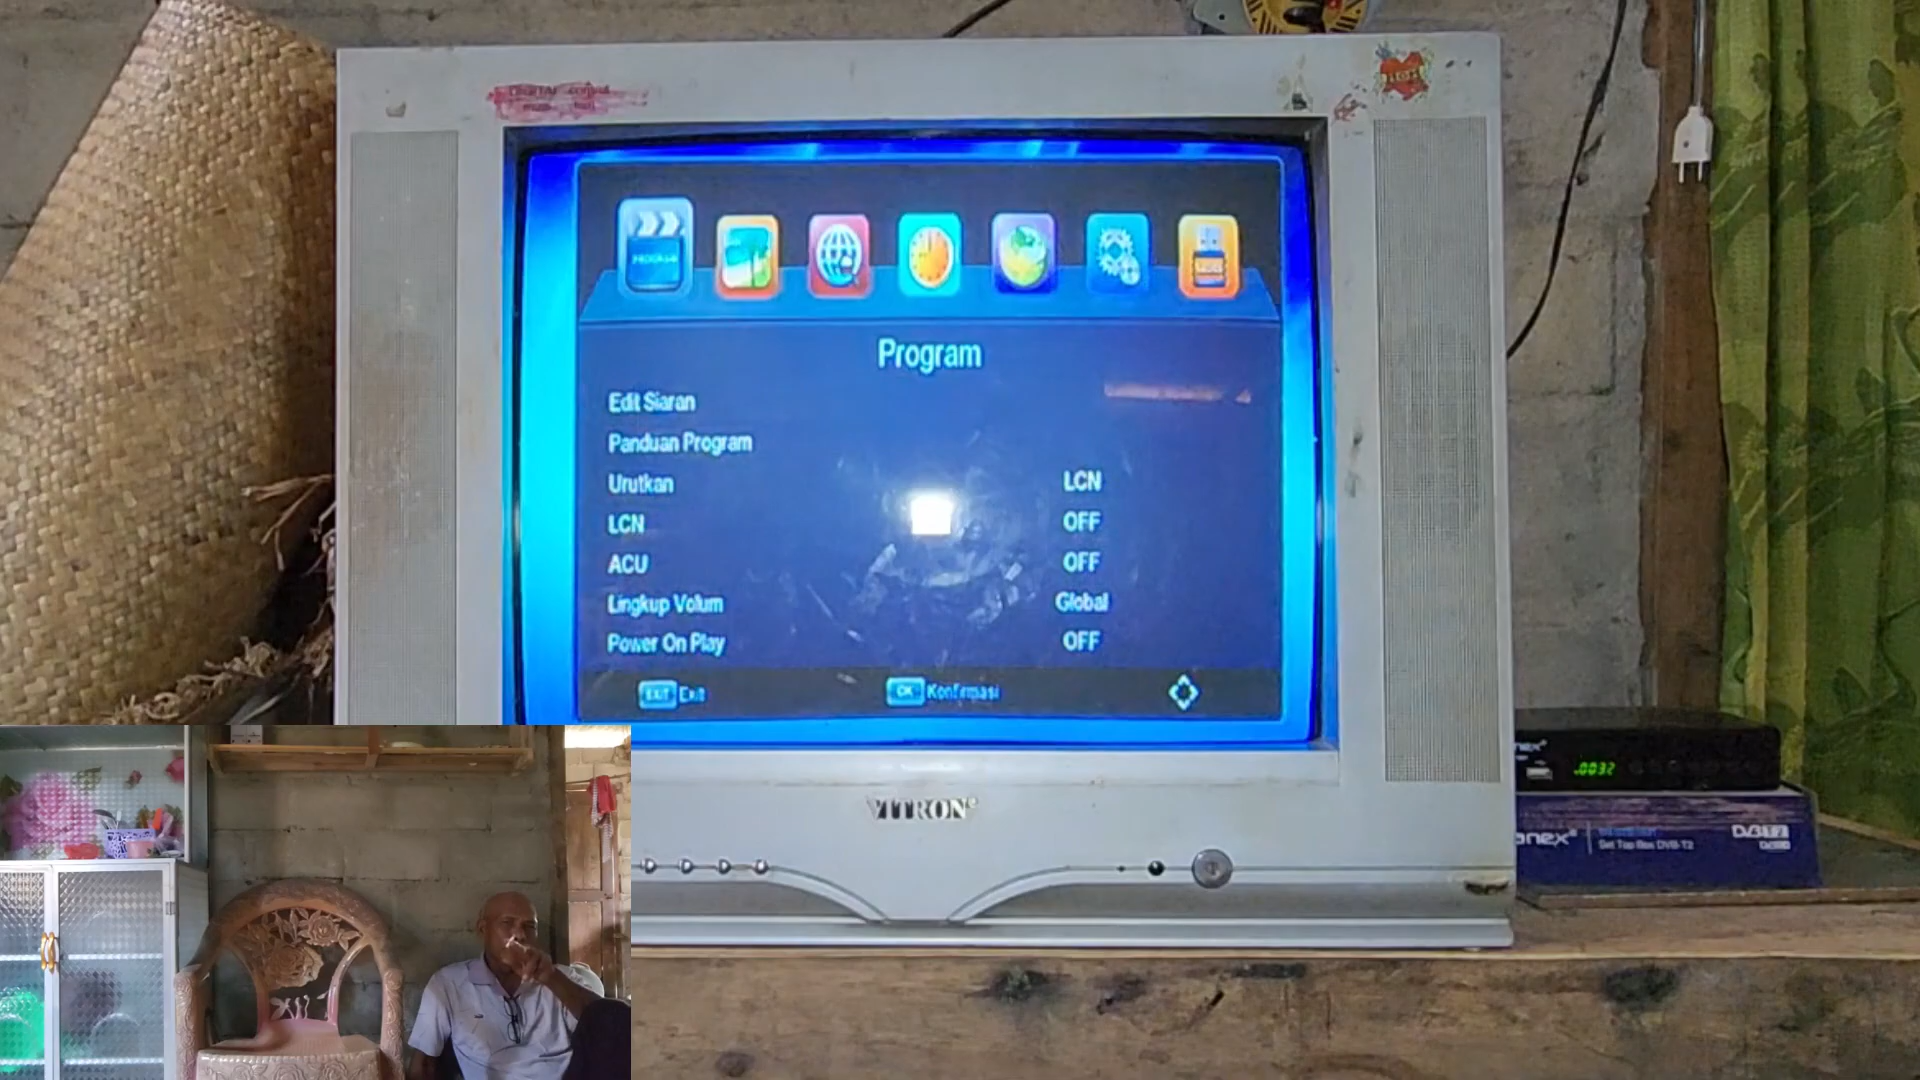 Program
Edit Siaran
Panduan Program
Urutkan LCN
LCN OFF
ACU OFF
Lingkup Volum Global
Power On Play OFF
EXIT Exit
OK Konfirmasi
VITRON
.0032
anex®
Set Top Box DVB-T2
DVB T2